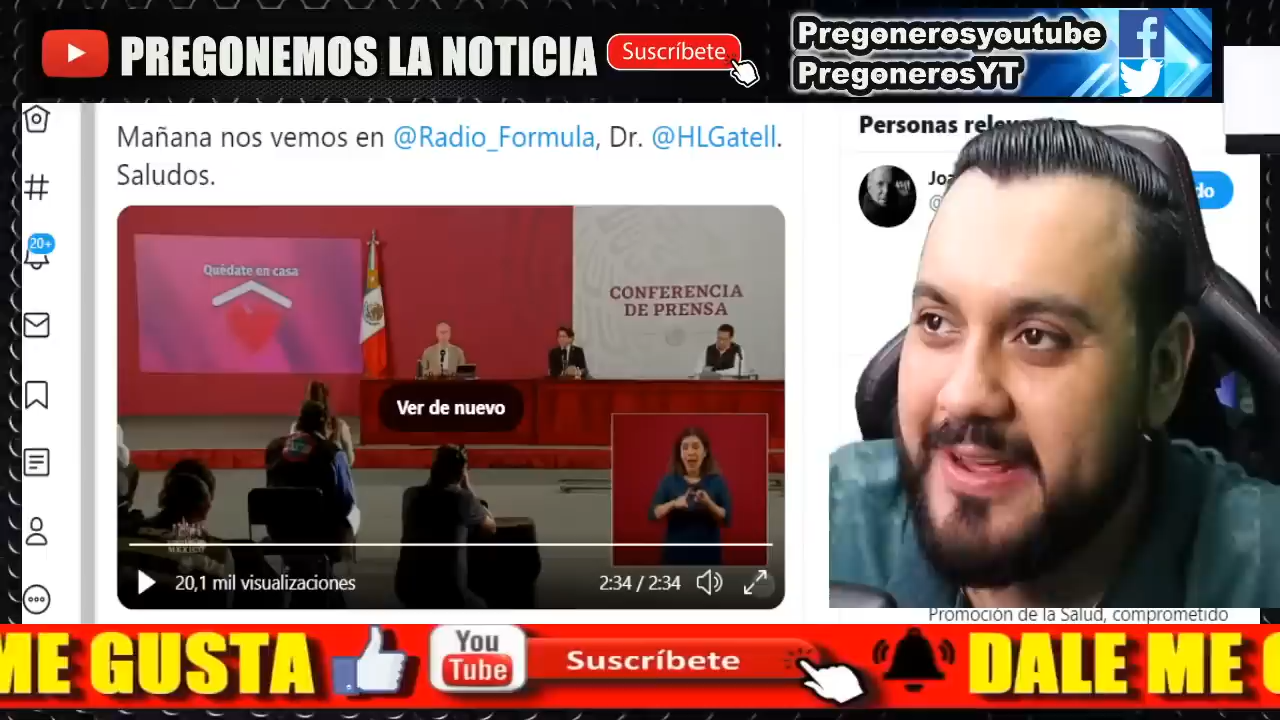 PREGONEMOS LA NOTICIA
Suscríbete
Pregonerosyoutube
PregonerosYT
Mañana nos vemos en @Radio_Formula, Dr. @HLGatell.
Saludos.
Personas
Quédate en casa
CONFERENCIA
DE PRENSA
Ver de nuevo
MÉXICO
20+
20,1 mil visualizaciones
2:34 / 2:34
Promoción de la Salud, comprometido
ME GUSTA
You
Tube
Suscríbete
DALE ME